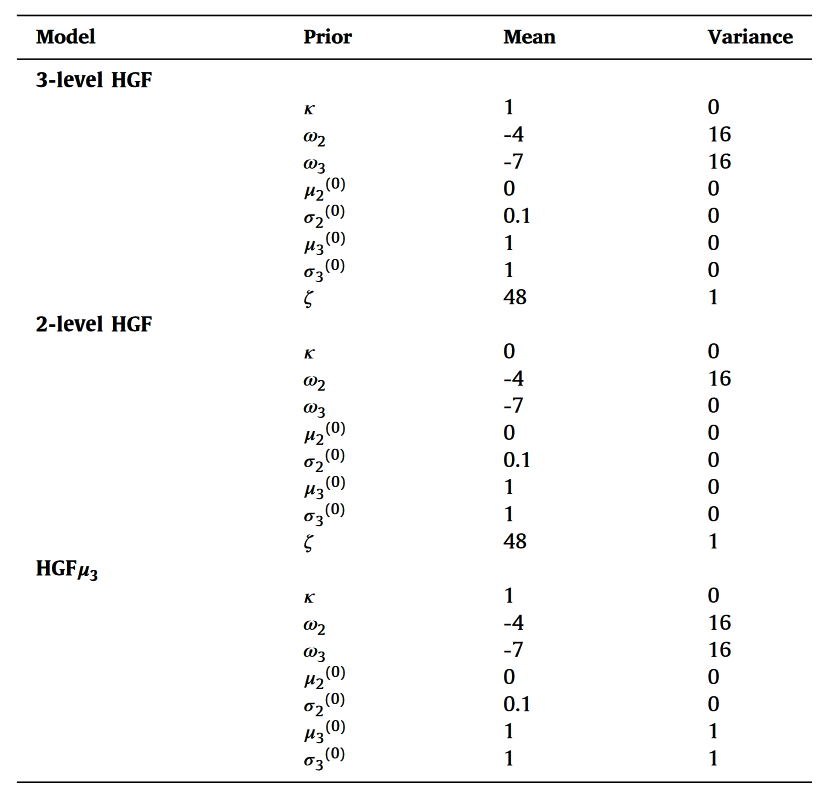 Model Prior Mean Variance
3-level HGF
κ 1 0
ω₂ -4 16
ω₃ -7 16
μ₂⁽⁰⁾ 0 0
σ₂⁽⁰⁾ 0.1 0
μ₃⁽⁰⁾ 1 0
σ₃⁽⁰⁾ 1 0
ζ 48 1
2-level HGF
κ 0 0
ω₂ -4 16
ω₃ -7 0
μ₂⁽⁰⁾ 0 0
σ₂⁽⁰⁾ 0.1 0
μ₃⁽⁰⁾ 1 0
σ₃⁽⁰⁾ 1 0
ζ 48 1
HGFμ₃
κ 1 0
ω₂ -4 16
ω₃ -7 16
μ₂⁽⁰⁾ 0 0
σ₂⁽⁰⁾ 0.1 0
μ₃⁽⁰⁾ 1 1
σ₃⁽⁰⁾ 1 1